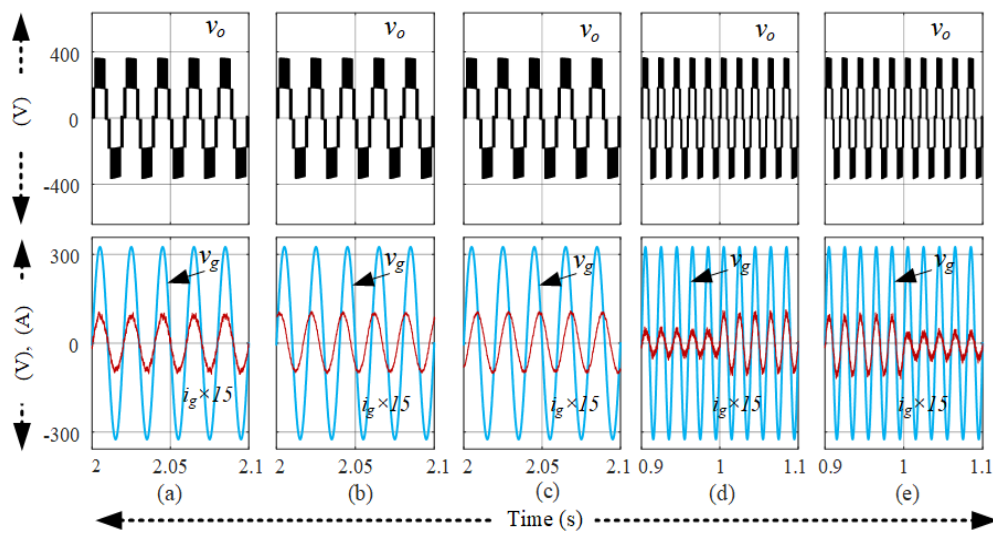 vo vo vo vo vo
400
(V)
0
-400
300
vg vg vg vg vg
(V), (A)
0
ig×15 ig×15 ig×15 ig×15 ig×15
-300
2 2.05 2.1 2 2.05 2.1 2 2.05 2.1 0.9 1 1.1 0.9 1 1.1
(a) (b) (c) (d) (e)
Time (s)